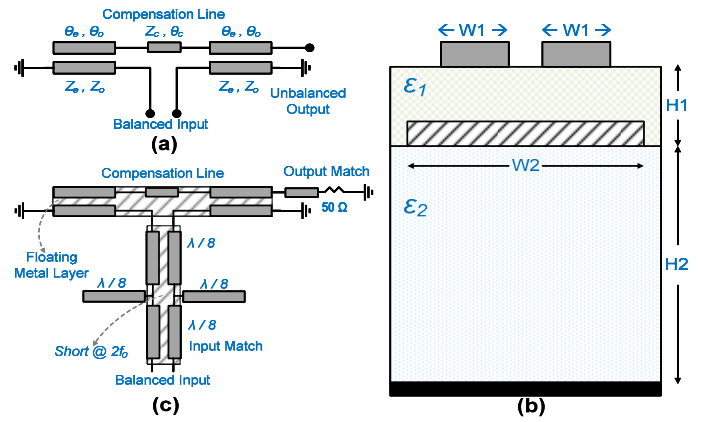 Compensation Line
θe , θo
Zc , θc
θe , θo
Ze , Zo
Ze , Zo
Unbalanced
Output
Balanced Input
(a)
Compensation Line
Output Match
50 Ω
Floating
Metal Layer
λ / 8
λ / 8
λ / 8
λ / 8
Short @ 2fo
Input Match
Balanced Input
(c)
← W1 →
← W1 →
ε1
H1
W2
ε2
H2
(b)